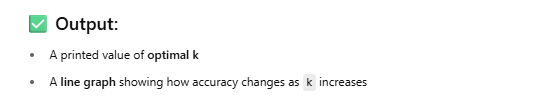 ✅ Output:
• A printed value of optimal k
• A line graph showing how accuracy changes as k increases